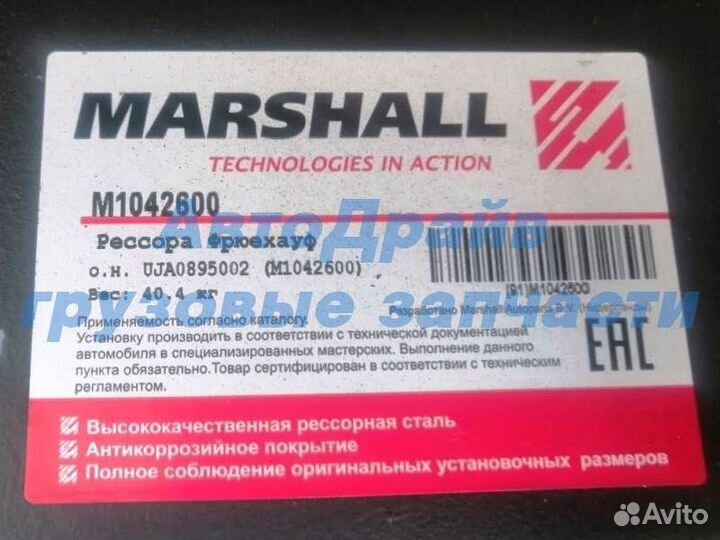 MARSHALL
TECHNOLOGIES IN ACTION
M1042600
Рессора Фрюехауф
о.н. UJA0895002 (M1042600)
Вес: 40,4 кг
(91)M1042600
Разработано Marshall Autoparts B.V. (Нидерланды)
АвтоДрайв
грузовые запчасти
Применяемость согласно каталогу.
Установку производить в соответствии с технической документацией
автомобиля в специализированных мастерских. Выполнение данного
пункта обязательно.Товар сертифицирован в соответствии с техническим
регламентом.
EAC
Высококачественная рессорная сталь
Антикоррозийное покрытие
Полное соблюдение оригинальных установочных размеров
Avito